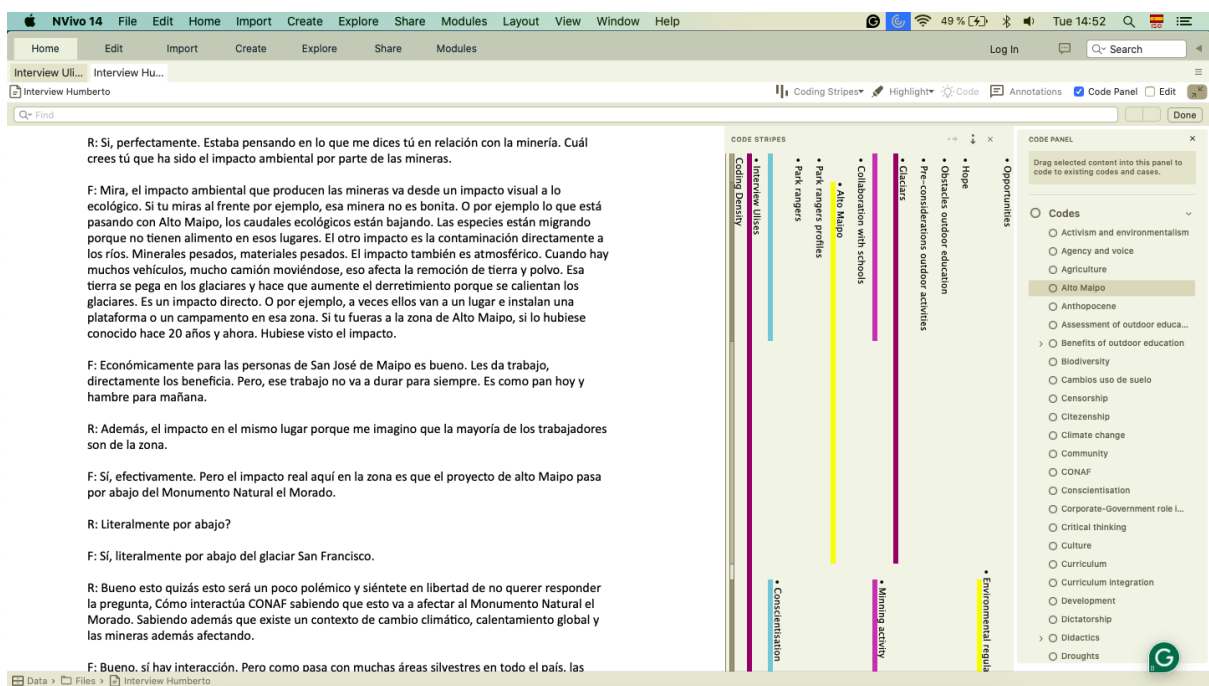 NVivo 14 File Edit Home Import Create Explore Share Modules Layout View Window Help 49 % Tue 14:52 ISO
Home Edit Import Create Explore Share Modules Log In Search
Interview Uli... Interview Hu...
Interview Humberto Coding Stripes Highlight Code Annotations Code Panel Edit
Find Done
R: Si, perfectamente. Estaba pensando en lo que me dices tú en relación con la minería. Cuál
crees tú que ha sido el impacto ambiental por parte de las mineras.
F: Mira, el impacto ambiental que producen las mineras va desde un impacto visual a lo
ecológico. Si tu miras al frente por ejemplo, esa minera no es bonita. O por ejemplo lo que está
pasando con Alto Maipo, los caudales ecológicos están bajando. Las especies están migrando
porque no tienen alimento en esos lugares. El otro impacto es la contaminación directamente a
los ríos. Minerales pesados, materiales pesados. El impacto también es atmosférico. Cuando hay
muchos vehículos, mucho camión moviéndose, eso afecta la remoción de tierra y polvo. Esa
tierra se pega en los glaciares y hace que aumente el derretimiento porque se calientan los
glaciares. Es un impacto directo. O por ejemplo, a veces ellos van a un lugar e instalan una
plataforma o un campamento en esa zona. Si tu fueras a la zona de Alto Maipo, si lo hubiese
conocido hace 20 años y ahora. Hubiese visto el impacto.
F: Económicamente para las personas de San José de Maipo es bueno. Les da trabajo,
directamente los beneficia. Pero, ese trabajo no va a durar para siempre. Es como pan hoy y
hambre para mañana.
R: Además, el impacto en el mismo lugar porque me imagino que la mayoría de los trabajadores
son de la zona.
F: Sí, efectivamente. Pero el impacto real aquí en la zona es que el proyecto de alto Maipo pasa
por abajo del Monumento Natural el Morado.
R: Literalmente por abajo?
F: Sí, literalmente por abajo del glaciar San Francisco.
R: Bueno esto quizás esto será un poco polémico y siéntete en libertad de no querer responder
la pregunta, Cómo interactúa CONAF sabiendo que esto va a afectar al Monumento Natural el
Morado. Sabiendo además que existe un contexto de cambio climático, calentamiento global y
las mineras además afectando.
F: Bueno, sí hay interacción. Pero como pasa con muchas áreas silvestres en todo el país, las
CODE STRIPES
Coding Density
Interview Ulises
Park rangers
Park rangers profiles
Alto Maipo
Collaboration with schools
Glaciars
Pre-considerations outdoor activities
Obstacles outdoor education
Hope
Opportunities
Conscientisation
Minning activity
Environmental regula
CODE PANEL
Drag selected content into this panel to
code to existing codes and cases.
Codes
Activism and environmentalism
Agency and voice
Agriculture
Alto Maipo
Anthopocene
Assessment of outdoor educa...
Benefits of outdoor education
Biodiversity
Cambios uso de suelo
Censorship
Citezenship
Climate change
Community
CONAF
Conscientisation
Corporate-Government role i...
Critical thinking
Culture
Curriculum
Curriculum integration
Development
Dictatorship
Didactics
Droughts
Data › Files › Interview Humberto